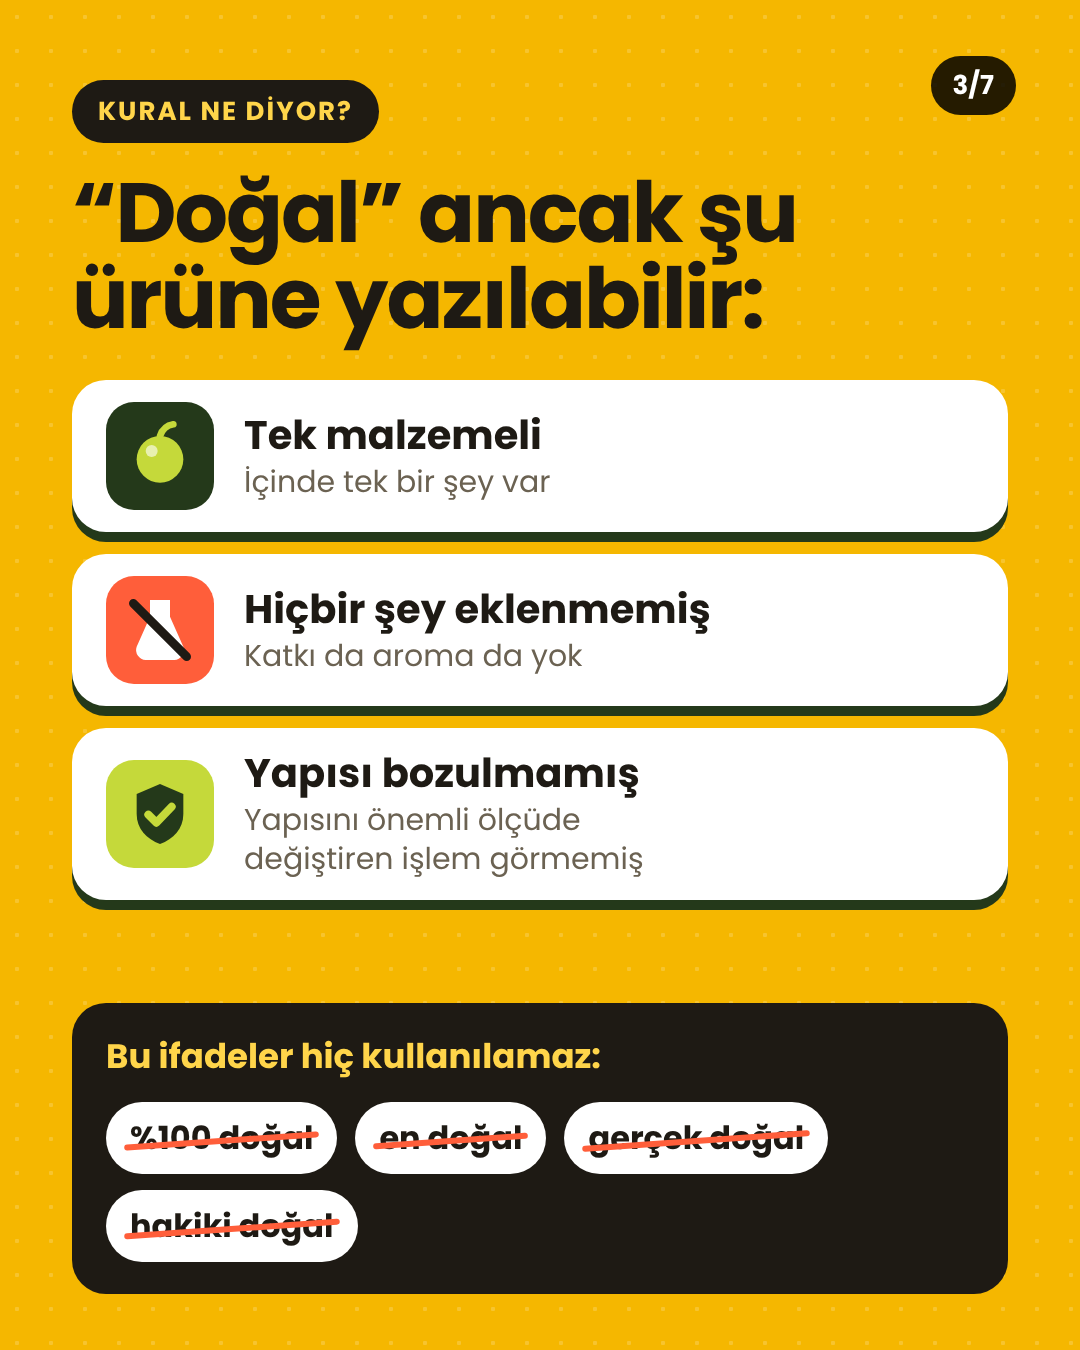 KURAL NE DİYOR?
3/7
“Doğal” ancak şu
ürüne yazılabilir:
Tek malzemeli
İçinde tek bir şey var
Hiçbir şey eklenmemiş
Katkı da aroma da yok
Yapısı bozulmamış
Yapısını önemli ölçüde
değiştiren işlem görmemiş
Bu ifadeler hiç kullanılamaz:
%100 doğal en doğal gerçek doğal
hakiki doğal